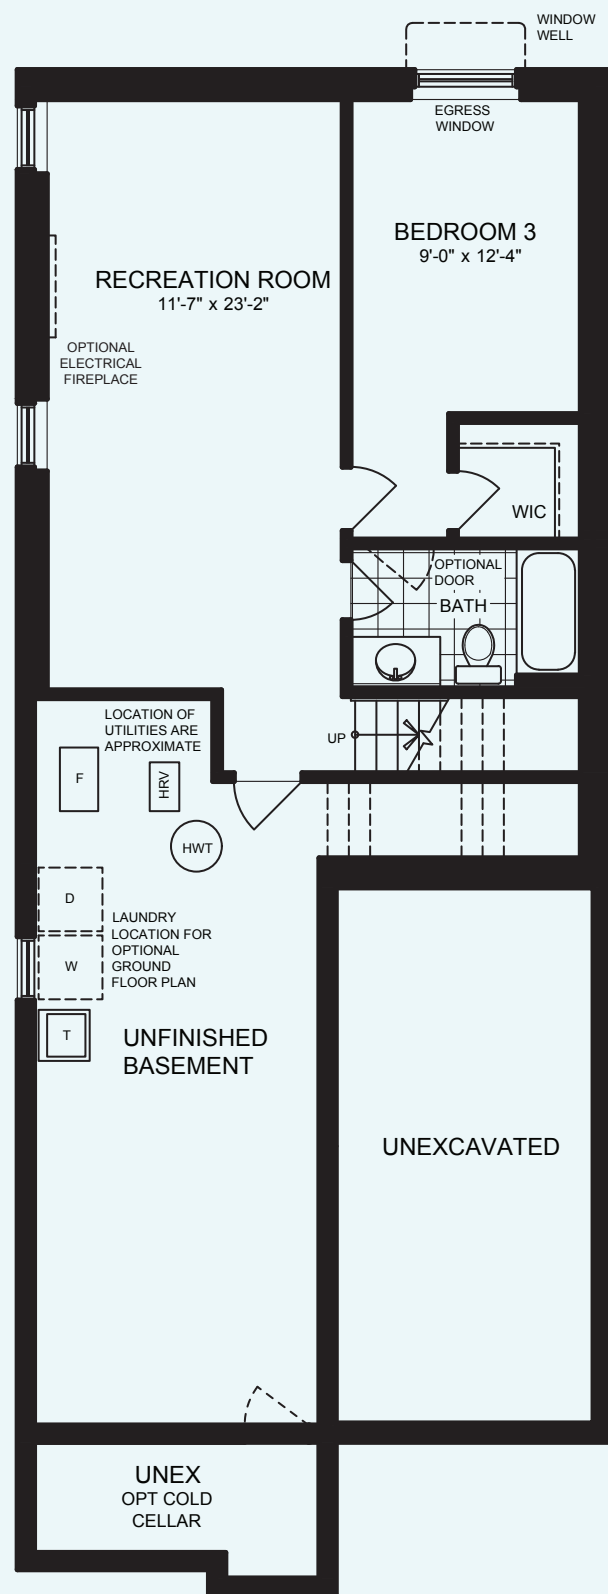 WINDOW
WELL
EGRESS
WINDOW
BEDROOM 3
9'-0" x 12'-4"
RECREATION ROOM
11'-7" x 23'-2"
OPTIONAL
ELECTRICAL
FIREPLACE
WIC
OPTIONAL
DOOR
BATH
UP
LOCATION OF
UTILITIES ARE
APPROXIMATE
F
HRV
HWT
D
LAUNDRY
LOCATION FOR
OPTIONAL
GROUND
FLOOR PLAN
W
T
UNFINISHED
BASEMENT
UNEXCAVATED
UNEX
OPT COLD
CELLAR